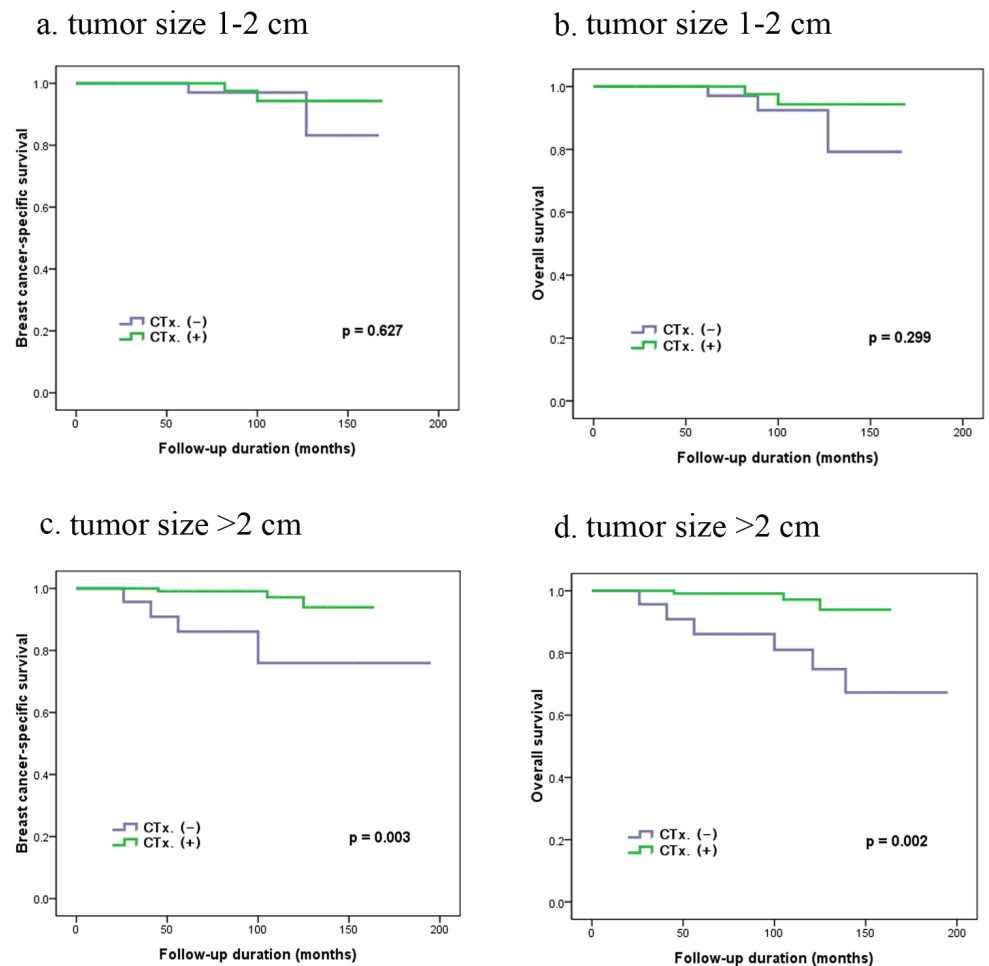 a. tumor size 1-2 cm
1.0
0.8
0.6
0.4
0.2
0.0
Breast cancer-specific survival
CTx. (−)
CTx. (+)
p = 0.627
0 50 100 150 200
Follow-up duration (months)
b. tumor size 1-2 cm
1.0
0.8
0.6
0.4
0.2
0.0
Overall survival
CTx. (−)
CTx. (+)
p = 0.299
0 50 100 150 200
Follow-up duration (months)
c. tumor size >2 cm
1.0
0.8
0.6
0.4
0.2
0.0
Breast cancer-specific survival
CTx. (−)
CTx. (+)
p = 0.003
0 50 100 150 200
Follow-up duration (months)
d. tumor size >2 cm
1.0
0.8
0.6
0.4
0.2
0.0
Overall survival
CTx. (−)
CTx. (+)
p = 0.002
0 50 100 150 200
Follow-up duration (months)